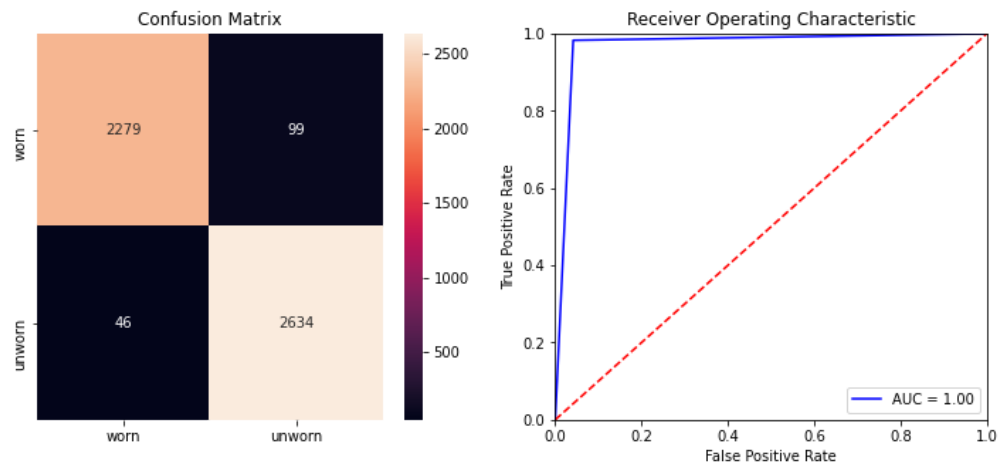 Confusion Matrix
worn
unworn
2279
99
46
2634
worn
unworn
2500
2000
1500
1000
500
Receiver Operating Characteristic
True Positive Rate
1.0
0.8
0.6
0.4
0.2
0.0
AUC = 1.00
0.0
0.2
0.4
0.6
0.8
1.0
False Positive Rate